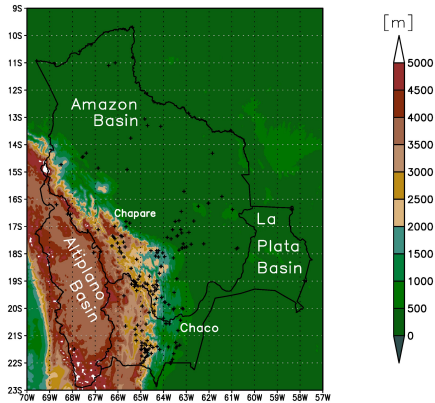 [m]
9S
10S
11S
12S
13S
14S
15S
16S
17S
18S
19S
20S
21S
22S
23S
Amazon
Basin
Chapare
La
Plata
Basin
Altiplano
Basin
Chaco
70W 69W 68W 67W 66W 65W 64W 63W 62W 61W 60W 59W 58W 57W
5000
4500
4000
3500
3000
2500
2000
1500
1000
500
0